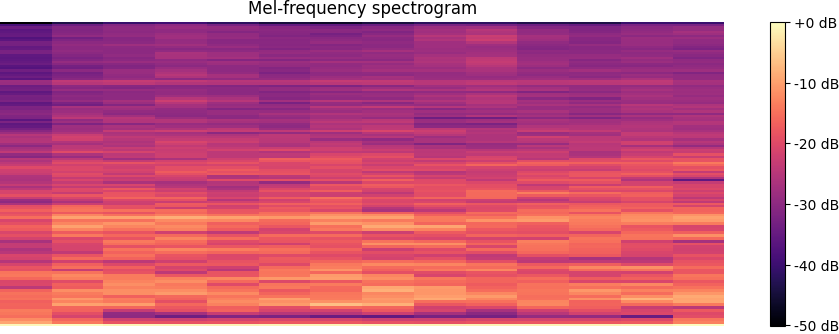 Mel-frequency spectrogram
+0 dB
-10 dB
-20 dB
-30 dB
-40 dB
-50 dB